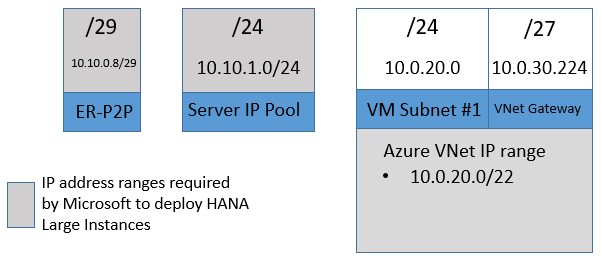 /29
10.10.0.8/29
ER-P2P
/24
10.10.1.0/24
Server IP Pool
/24
10.0.20.0
VM Subnet #1
/27
10.0.30.224
VNet Gateway
Azure VNet IP range
• 10.0.20.0/22
IP address ranges required
by Microsoft to deploy HANA
Large Instances